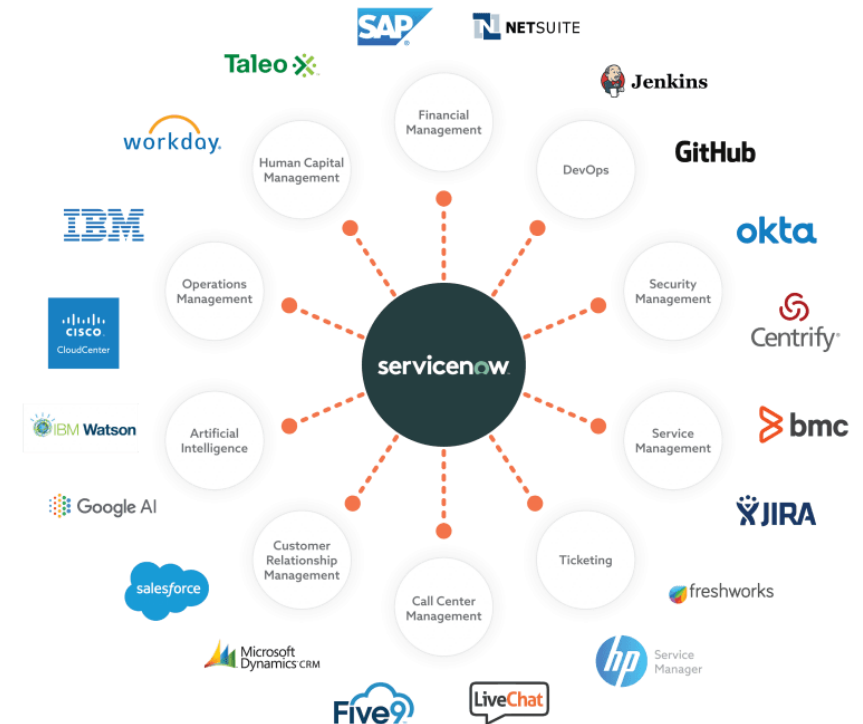 SAP
NETSUITE
Taleo
Jenkins
Financial
Management
workday.
Human Capital
Management
DevOps
GitHub
IBM
okta
Operations
Management
Security
Management
CISCO
CloudCenter
Centrify
servicenow
IBM Watson
Artificial
Intelligence
Service
Management
bmc
Google AI
JIRA
Customer
Relationship
Management
Ticketing
salesforce
Call Center
Management
freshworks
Microsoft
Dynamics CRM
hp
Service
Manager
Five9
LiveChat